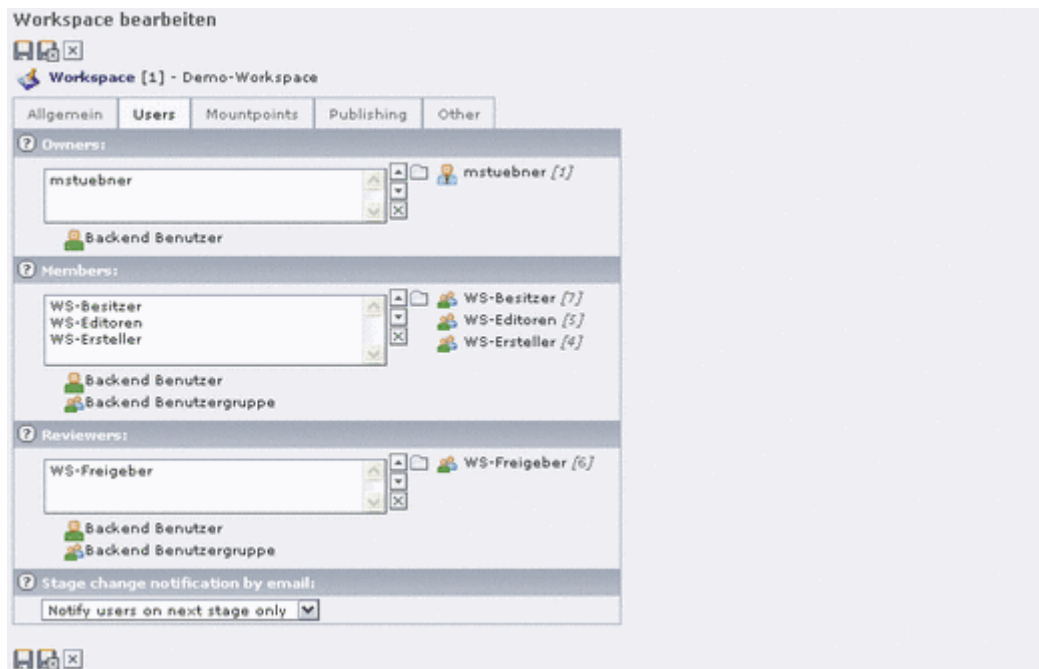 Workspace bearbeiten
Workspace [1] - Demo-Workspace
Allgemein Users Mountpoints Publishing Other
Owners:
mstuebner mstuebner [1]
Backend Benutzer
Members:
WS-Besitzer WS-Besitzer [7]
WS-Editoren WS-Editoren [5]
WS-Ersteller WS-Ersteller [4]
Backend Benutzer
Backend Benutzergruppe
Reviewers:
WS-Freigeber WS-Freigeber [6]
Backend Benutzer
Backend Benutzergruppe
Stage change notification by email:
Notify users on next stage only